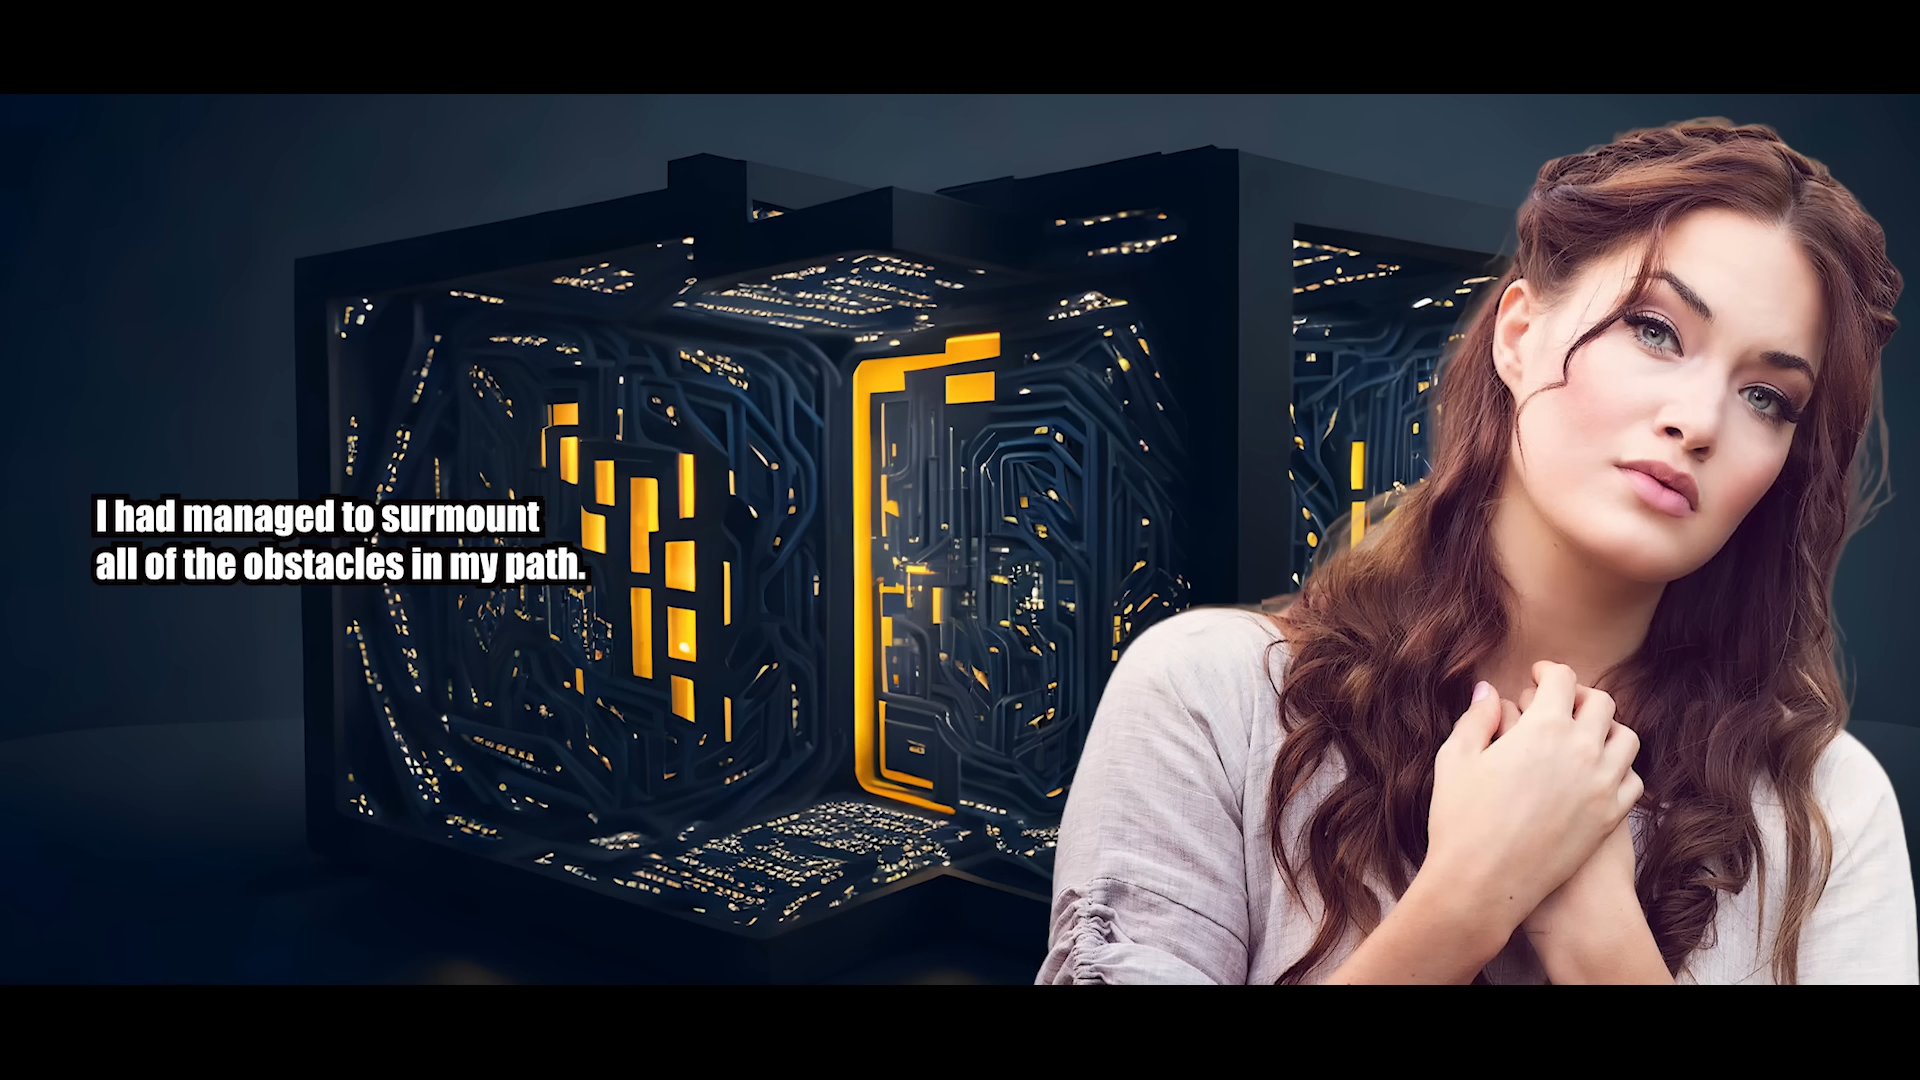 I had managed to surmount
all of the obstacles in my path.